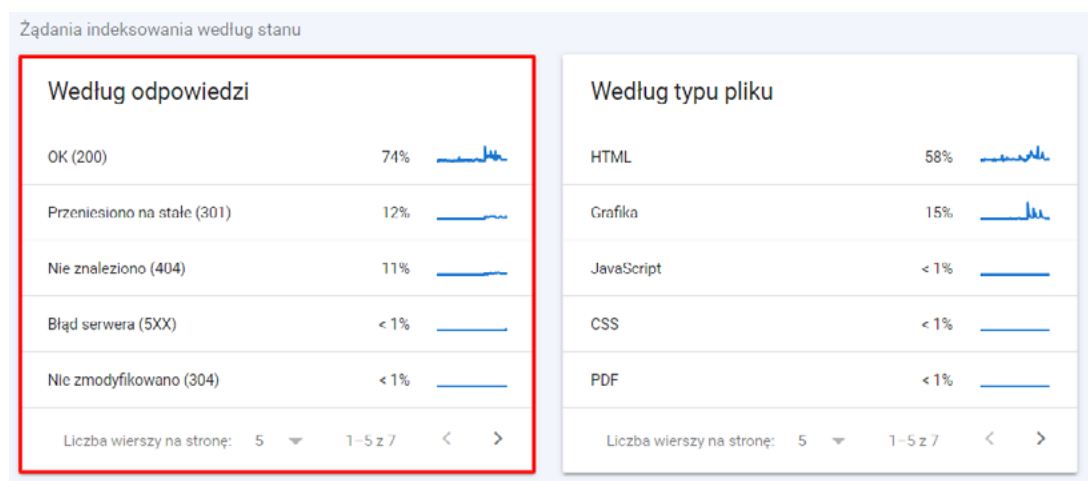 Żądania indeksowania według stanu
Według odpowiedzi
OK (200) 74%
Przeniesiono na stałe (301) 12%
Nie znaleziono (404) 11%
Błąd serwera (5XX) < 1%
Nie zmodyfikowano (304) < 1%
Liczba wierszy na stronę: 5 1–5 z 7
Według typu pliku
HTML 58%
Grafika 15%
JavaScript < 1%
CSS < 1%
PDF < 1%
Liczba wierszy na stronę: 5 1–5 z 7